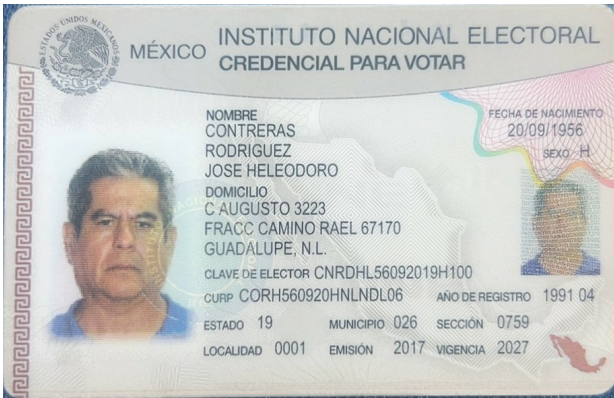 ESTADOS UNIDOS MEXICANOS
MÉXICO
INSTITUTO NACIONAL ELECTORAL
CREDENCIAL PARA VOTAR
NOMBRE
CONTRERAS
RODRIGUEZ
JOSE HELEODORO
FECHA DE NACIMIENTO
20/09/1956
SEXO H
DOMICILIO
C AUGUSTO 3223
FRACC CAMINO RAEL 67170
GUADALUPE, N.L.
CLAVE DE ELECTOR CNRDHL56092019H100
CURP CORH560920HNLNDL06 AÑO DE REGISTRO 1991 04
ESTADO 19 MUNICIPIO 026 SECCIÓN 0759
LOCALIDAD 0001 EMISIÓN 2017 VIGENCIA 2027